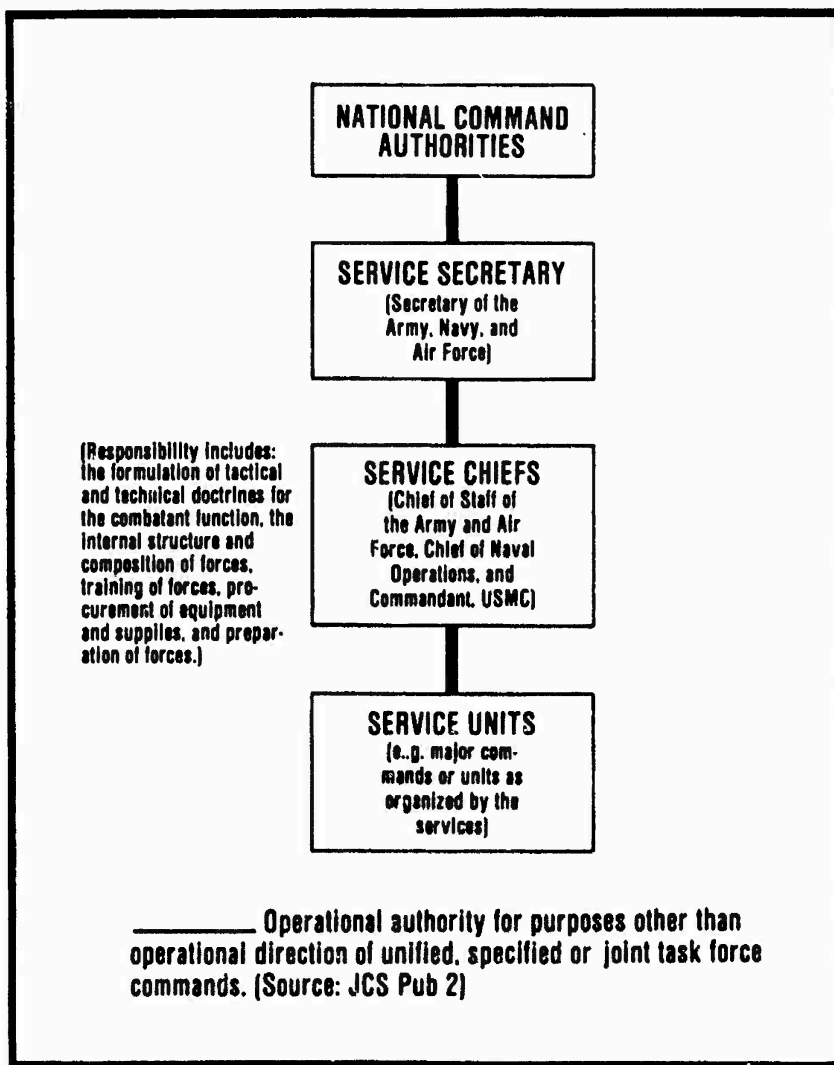 NATIONAL COMMAND
AUTHORITIES
SERVICE SECRETARY
(Secretary of the
Army, Navy, and
Air Force)
(Responsibility includes:
the formulation of tactical
and technical doctrines for
the combatant function, the
internal structure and
composition of forces,
training of forces, pro-
curement of equipment
and supplies, and prepar-
ation of forces.)
SERVICE CHIEFS
(Chief of Staff of
the Army and Air
Force, Chief of Naval
Operations, and
Commandant, USMC)
SERVICE UNITS
(e..g. major com-
mands or units as
organized by the
services)
Operational authority for purposes other than
operational direction of unified, specified or joint task force
commands. (Source: JCS Pub 2)